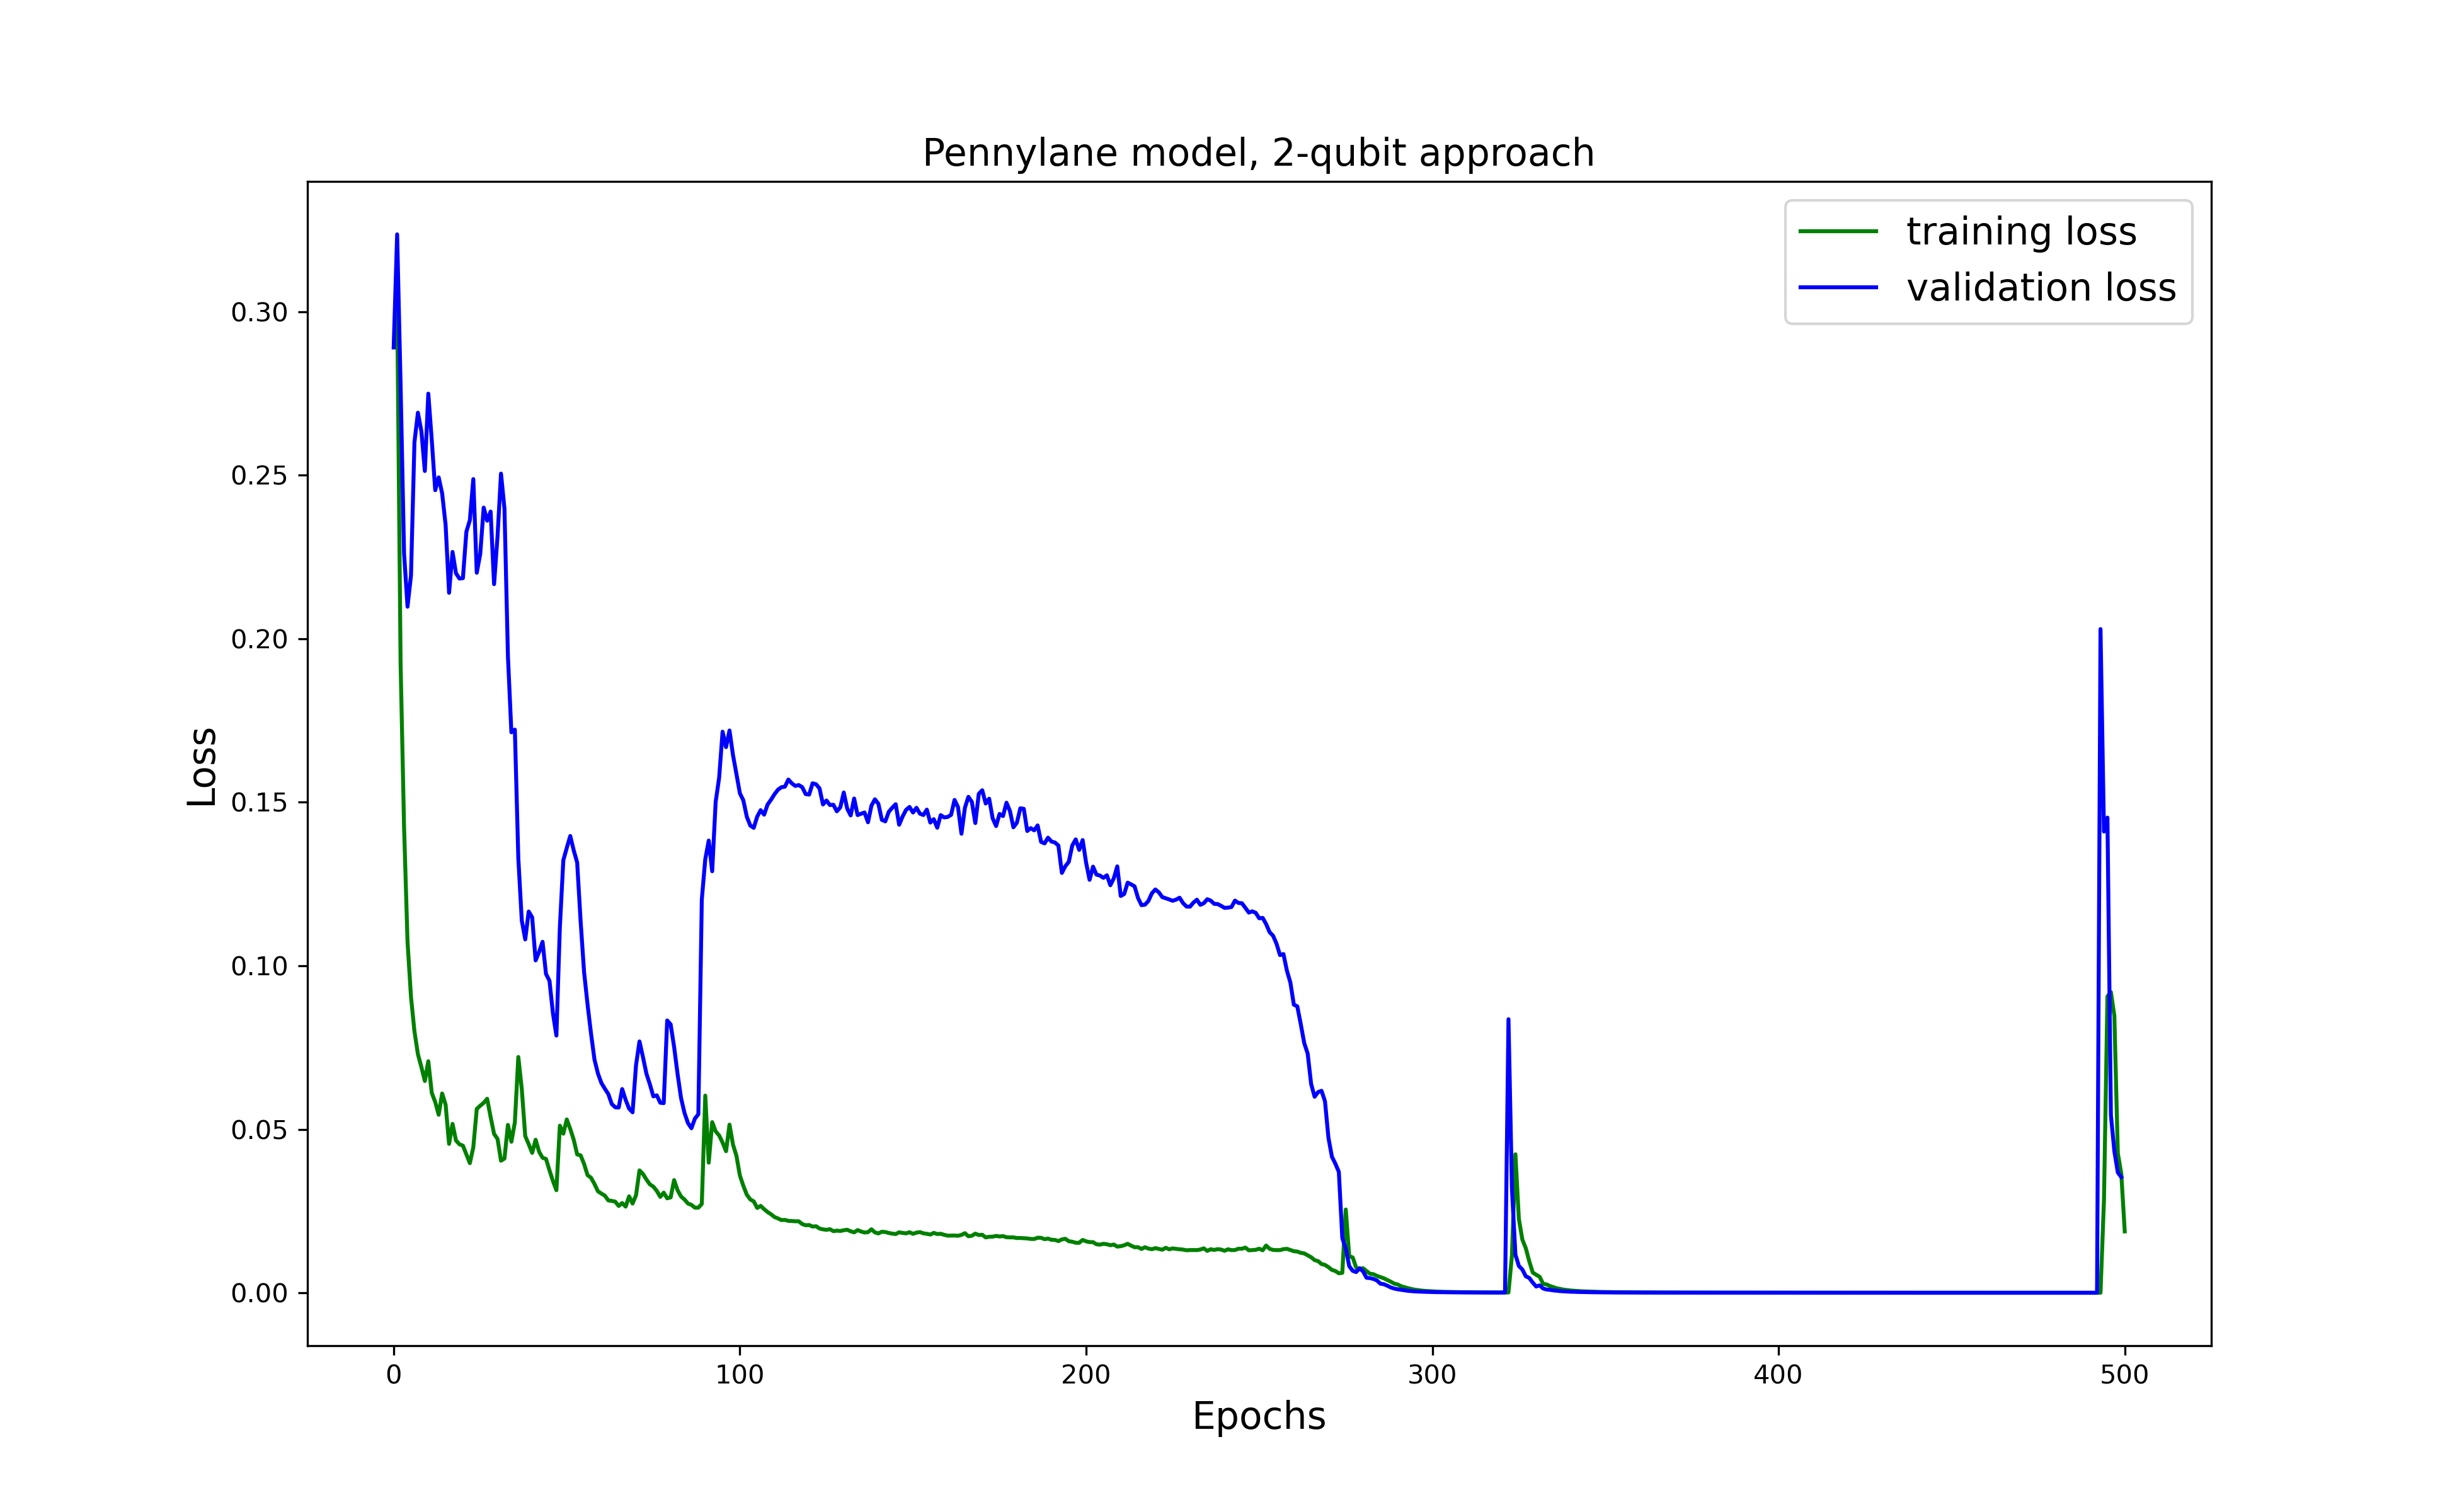 Pennylane model, 2-qubit approach
training loss
validation loss
Loss
0.30
0.25
0.20
0.15
0.10
0.05
0.00
0 100 200 300 400 500
Epochs